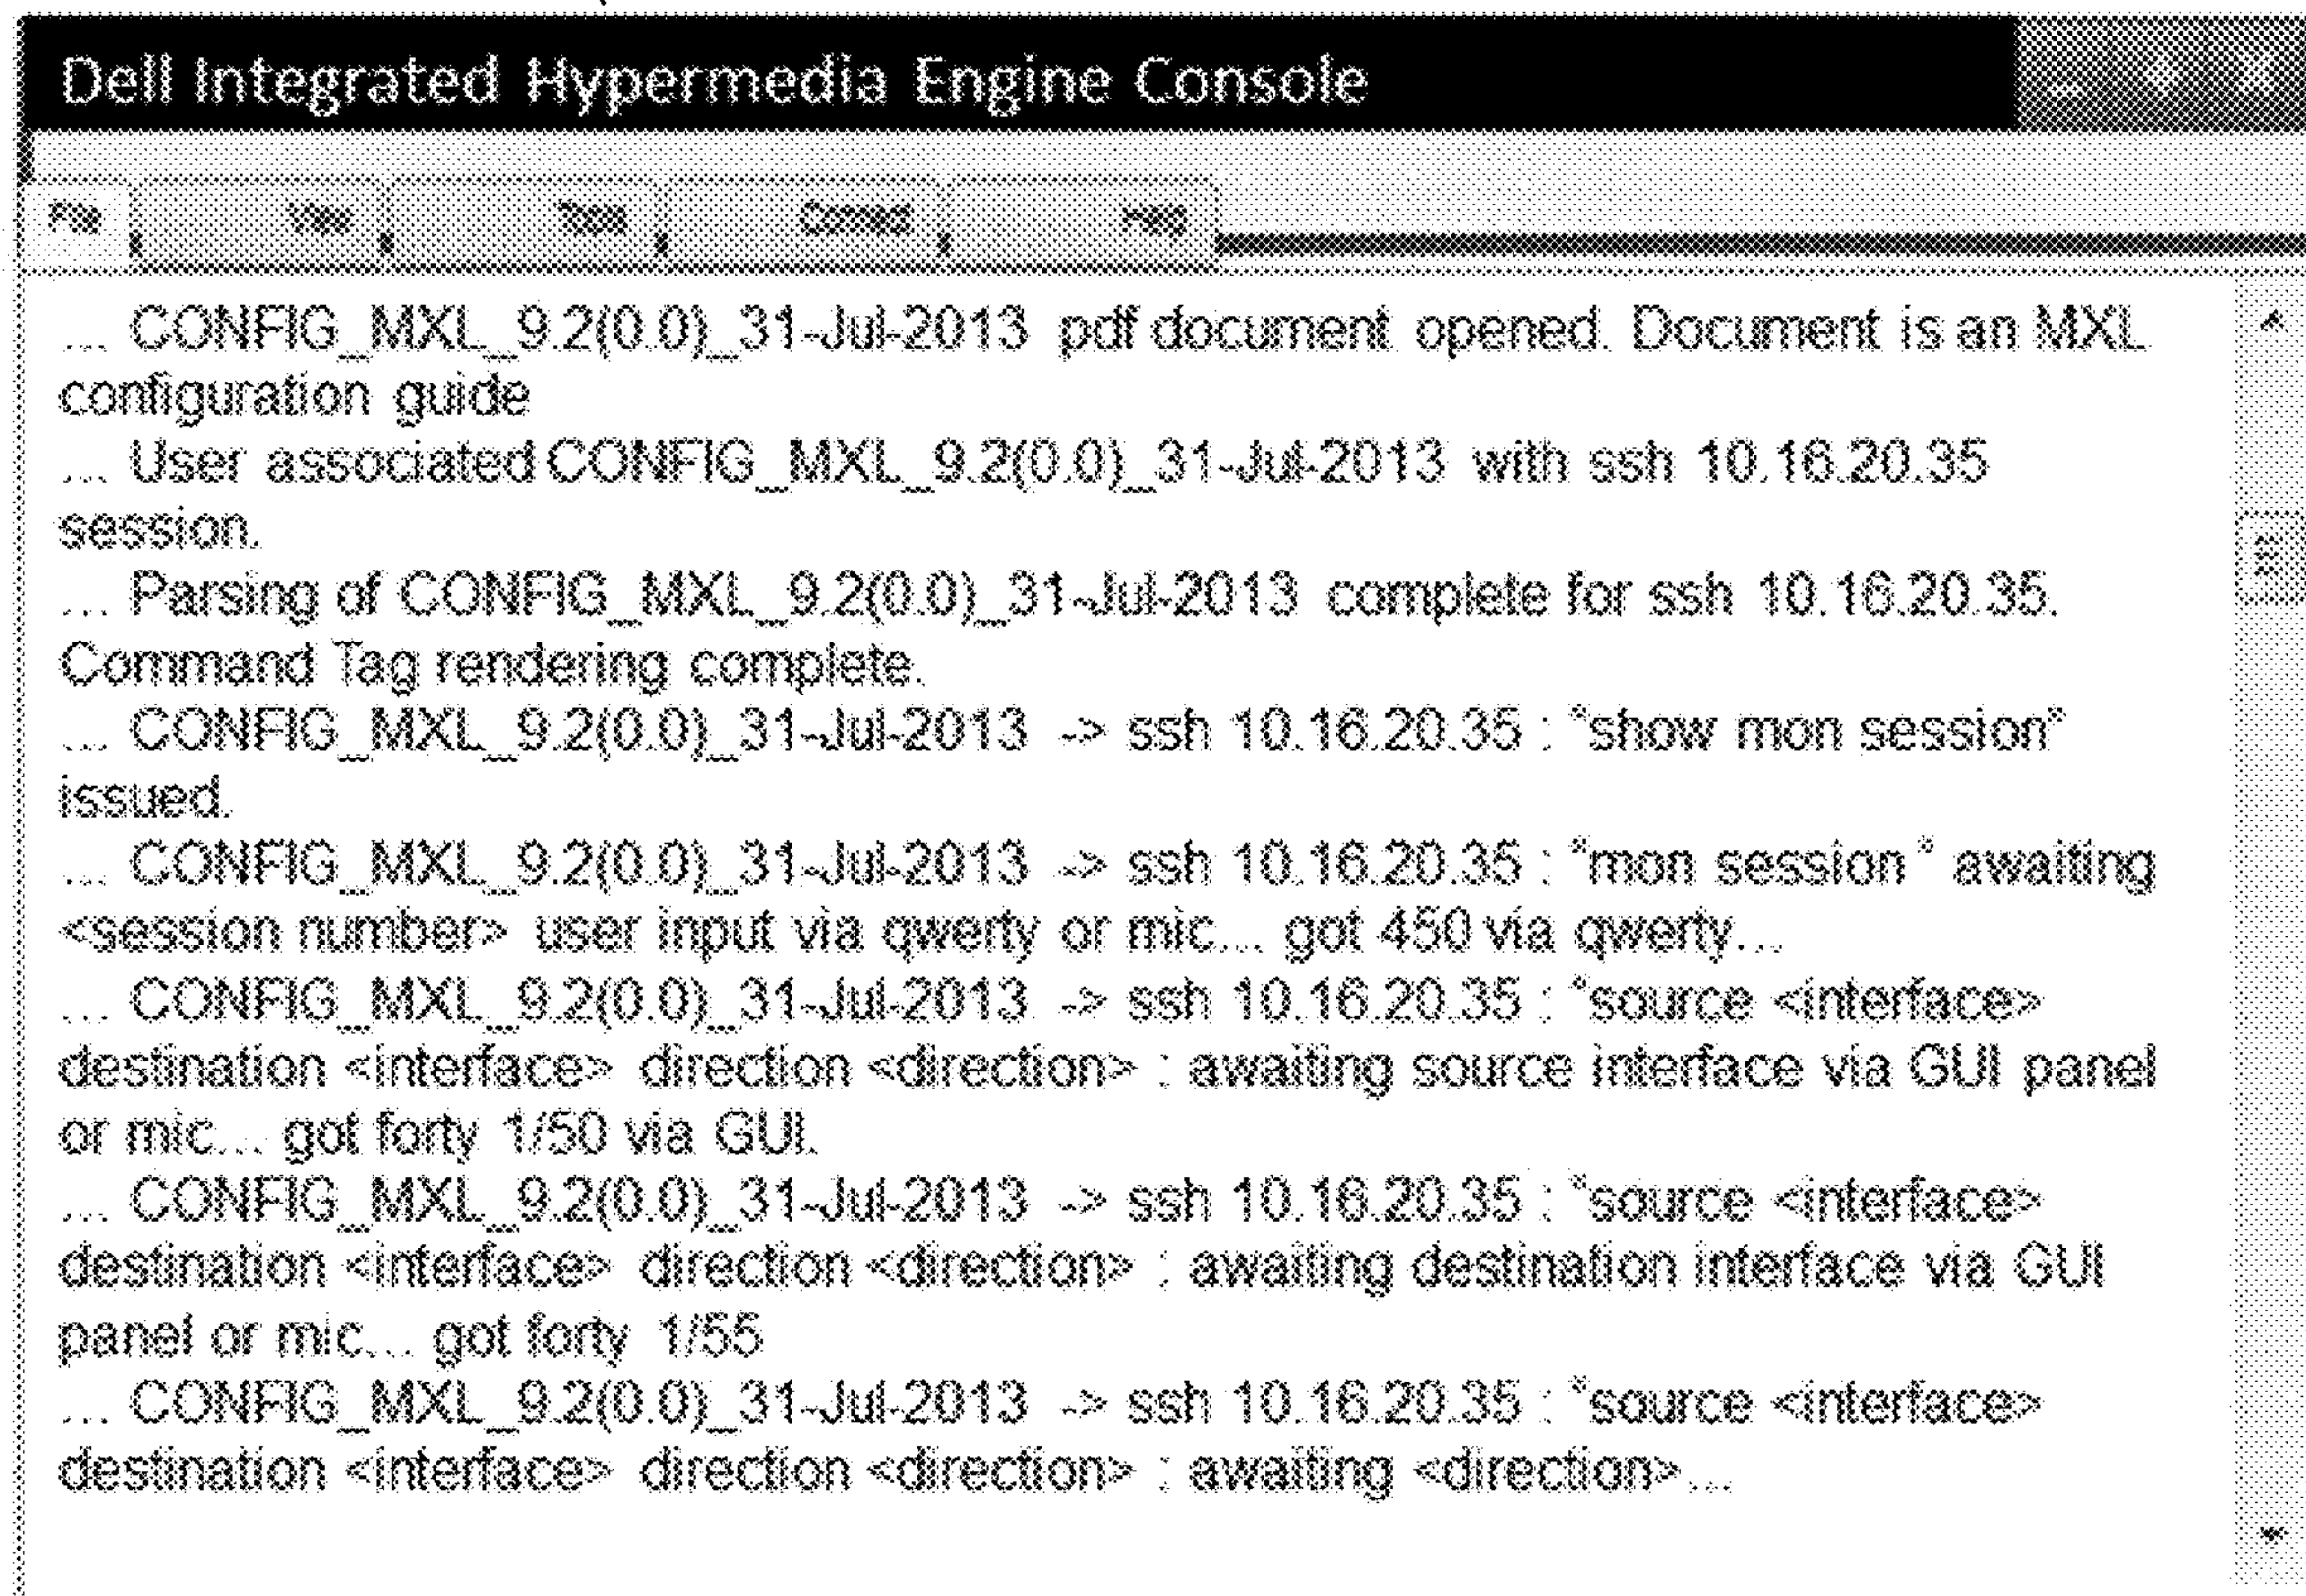 Dell Integrated Hypermedia Engine Console
File View Tools Connect Help
... CONFIG_MXL_9.2(0.0)_31-Jul-2013 pdf document opened. Document is an MXL
configuration guide
... User associated CONFIG_MXL_9.2(0.0)_31-Jul-2013 with ssh 10.16.20.35
session.
... Parsing of CONFIG_MXL_9.2(0.0)_31-Jul-2013 complete for ssh 10.16.20.35.
Command Tag rendering complete.
... CONFIG_MXL_9.2(0.0)_31-Jul-2013 -> ssh 10.16.20.35 : "show mon session"
issued.
... CONFIG_MXL_9.2(0.0)_31-Jul-2013 -> ssh 10.16.20.35 : "mon session " awaiting
<session number> user input via qwerty or mic... got 450 via qwerty...
... CONFIG_MXL_9.2(0.0)_31-Jul-2013 -> ssh 10.16.20.35 : "source <interface>
destination <interface> direction <direction> : awaiting source interface via GUI panel
or mic... got forty 1/50 via GUI.
... CONFIG_MXL_9.2(0.0)_31-Jul-2013 -> ssh 10.16.20.35 : "source <interface>
destination <interface> direction <direction> : awaiting destination interface via GUI
panel or mic... got forty 1/55
... CONFIG_MXL_9.2(0.0)_31-Jul-2013 -> ssh 10.16.20.35 : "source <interface>
destination <interface> direction <direction> : awaiting <direction>...